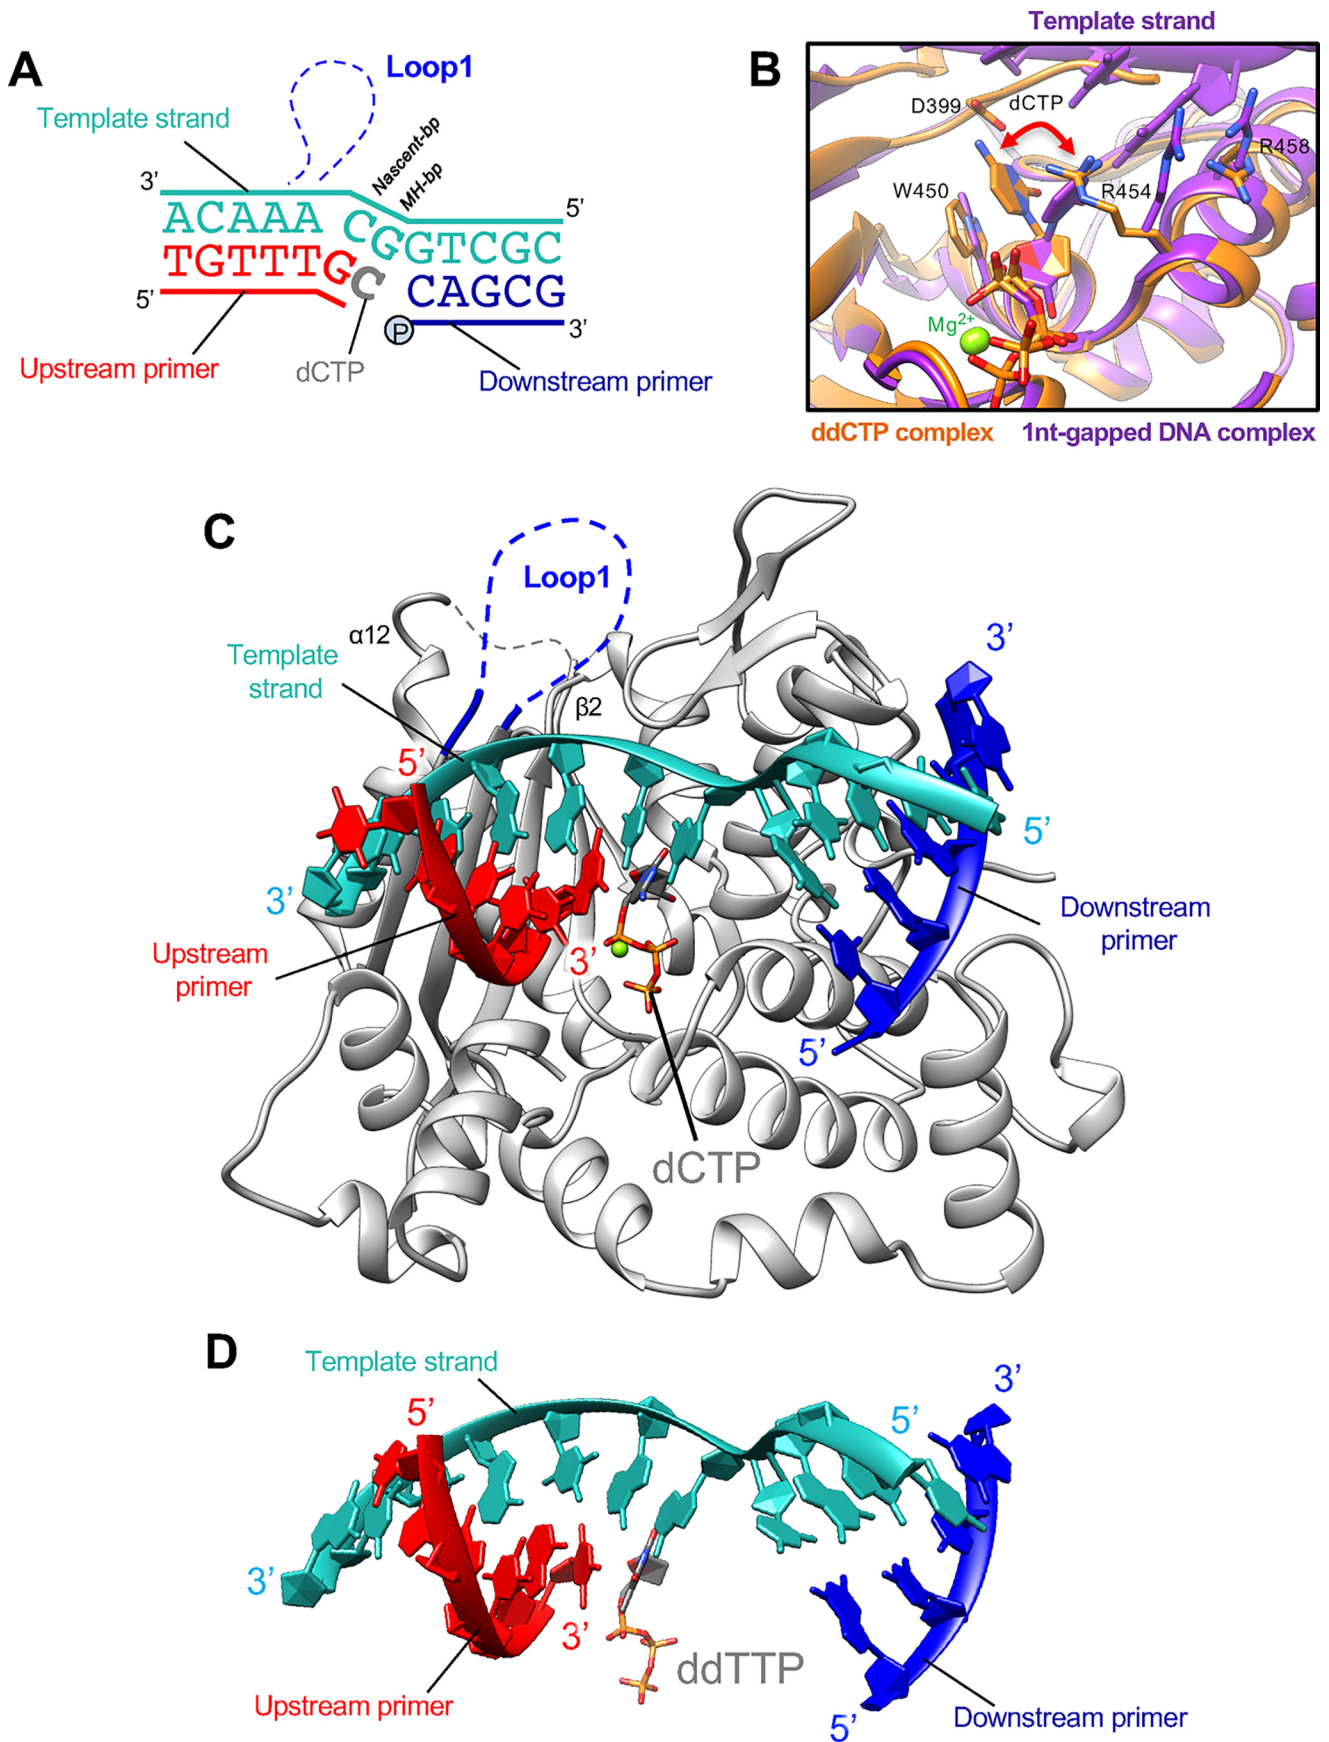 A
Loop1
Template strand
Nascent-bp
MH-bp
3’
5’
ACAAA CGGTCGC
TGTTTGC CAGCG
5’
P
3’
Upstream primer
dCTP
Downstream primer
Template strand
B
D399
dCTP
R458
W450
R454
Mg2+
ddCTP complex
1nt-gapped DNA complex
C
Loop1
α12
Template
strand
β2
3’
5’
5’
3’
Upstream
primer
3’
Downstream
primer
5’
dCTP
D
Template strand
3’
5’
5’
3’
3’
ddTTP
Upstream primer
5’
Downstream primer